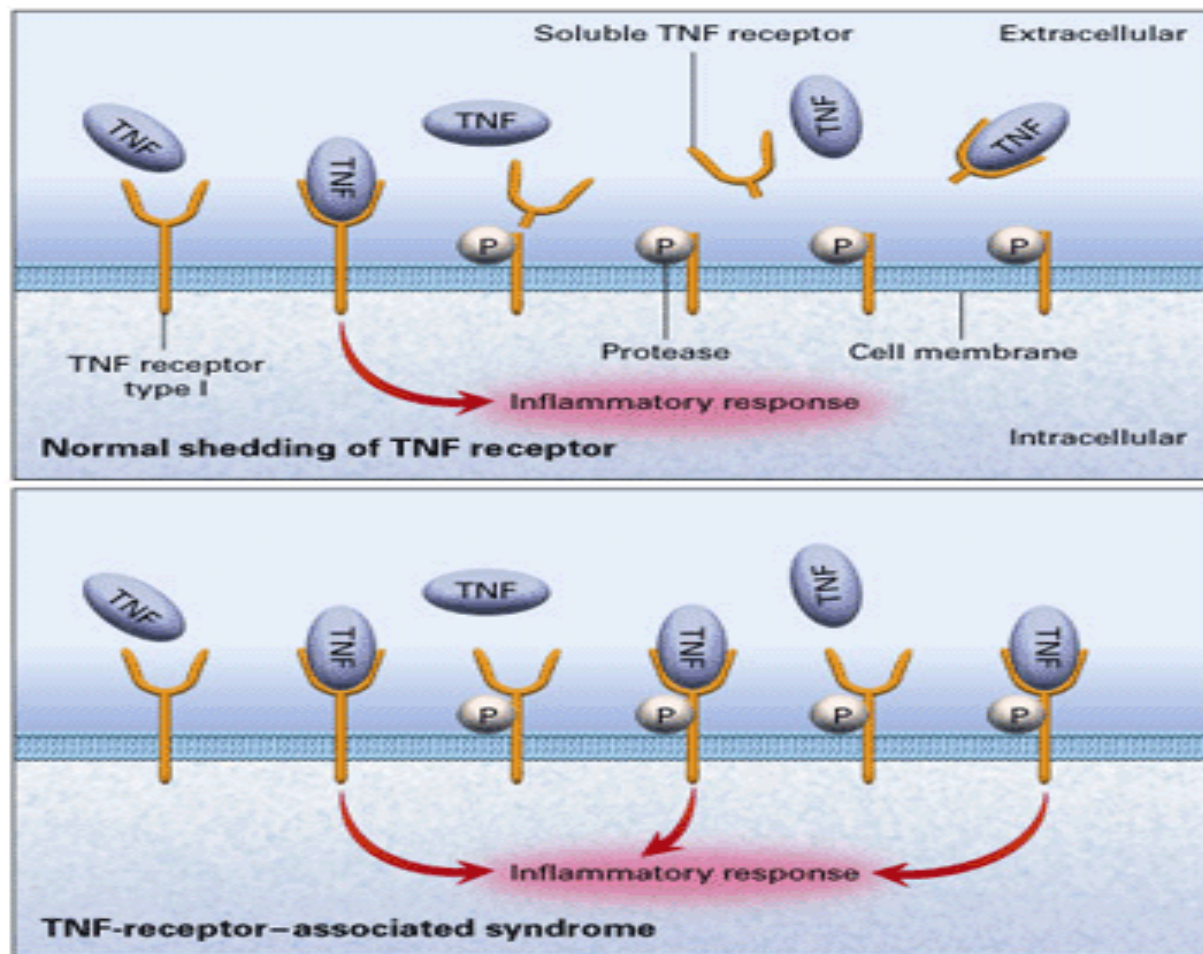 Soluble TNF receptor
Extracellular
TNF
TNF
TNF
TNF
TNF
P
P
P
P
TNF receptor
type I
Protease
Cell membrane
Inflammatory response
Normal shedding of TNF receptor
Intracellular
TNF
TNF
TNF
TNF
TNF
TNF
P
P
P
P
Inflammatory response
TNF-receptor–associated syndrome